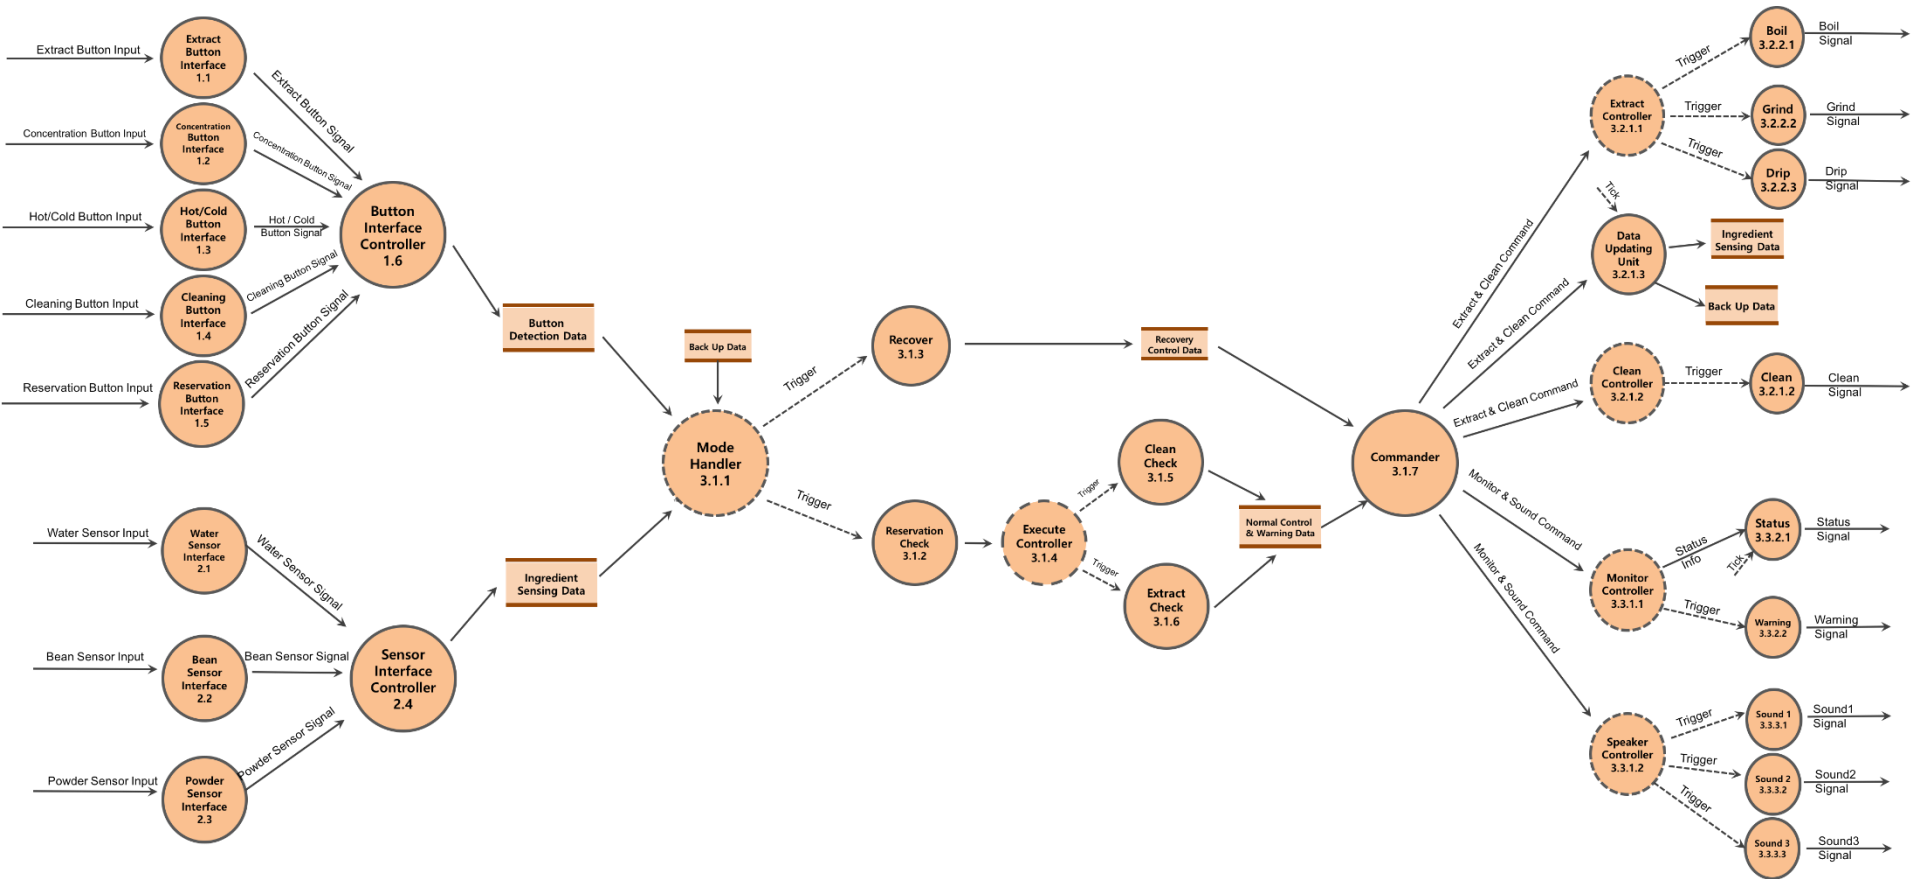 Extract Button Input
Extract
Button
Interface
1.1
Extract Button Signal
Concentration Button Input
Concentration
Button
Interface
1.2
Concentration Button Signal
Hot/Cold Button Input
Hot/Cold
Button
Interface
1.3
Hot / Cold
Button Signal
Cleaning Button Input
Cleaning
Button
Interface
1.4
Cleaning Button Signal
Reservation Button Input
Reservation
Button
Interface
1.5
Reservation Button Signal
Button
Interface
Controller
1.6
Button
Detection Data
Water Sensor Input
Water
Sensor
Interface
2.1
Water Sensor Signal
Bean Sensor Input
Bean
Sensor
Interface
2.2
Bean Sensor Signal
Powder Sensor Input
Powder
Sensor
Interface
2.3
Powder Sensor Signal
Sensor
Interface
Controller
2.4
Ingredient
Sensing Data
Back Up Data
Mode
Handler
3.1.1
Trigger
Trigger
Recover
3.1.3
Recovery
Control Data
Reservation
Check
3.1.2
Execute
Controller
3.1.4
Trigger
Trigger
Clean
Check
3.1.5
Extract
Check
3.1.6
Normal Control
& Warning Data
Commander
3.1.7
Extract & Clean Command
Extract & Clean Command
Extract & Clean Command
Monitor & Sound Command
Monitor & Sound Command
Extract
Controller
3.2.1.1
Trigger
Trigger
Trigger
Boil
3.2.2.1
Boil
Signal
Grind
3.2.2.2
Grind
Signal
Drip
3.2.2.3
Drip
Signal
Tick
Data
Updating
Unit
3.2.1.3
Ingredient
Sensing Data
Back Up Data
Clean
Controller
3.2.1.2
Trigger
Clean
3.2.1.2
Clean
Signal
Monitor
Controller
3.3.1.1
Status
Info
Tick
Trigger
Status
3.3.2.1
Status
Signal
Warning
3.3.2.2
Warning
Signal
Speaker
Controller
3.3.1.2
Trigger
Trigger
Trigger
Sound 1
3.3.3.1
Sound1
Signal
Sound 2
3.3.3.2
Sound2
Signal
Sound 3
3.3.3.3
Sound3
Signal